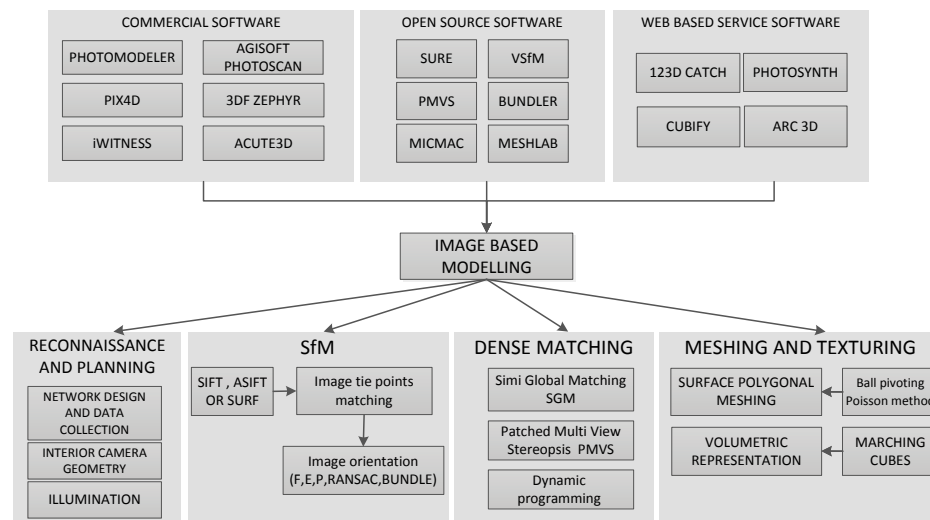 COMMERCIAL SOFTWARE
PHOTOMODELER
AGISOFT
PHOTOSCAN
PIX4D
3DF ZEPHYR
iWITNESS
ACUTE3D
OPEN SOURCE SOFTWARE
SURE
VSfM
PMVS
BUNDLER
MICMAC
MESHLAB
WEB BASED SERVICE SOFTWARE
123D CATCH
PHOTOSYNTH
CUBIFY
ARC 3D
IMAGE BASED
MODELLING
RECONNAISSANCE
AND PLANNING
NETWORK DESIGN
AND DATA
COLLECTION
INTERIOR CAMERA
GEOMETRY
ILLUMINATION
SfM
SIFT , ASIFT
OR SURF
Image tie points
matching
Image orientation
(F,E,P,RANSAC,BUNDLE)
DENSE MATCHING
Simi Global Matching
SGM
Patched Multi View
Stereopsis PMVS
Dynamic
programming
MESHING AND TEXTURING
SURFACE POLYGONAL
MESHING
Ball pivoting
Poisson method
VOLUMETRIC
REPRESENTATION
MARCHING
CUBES